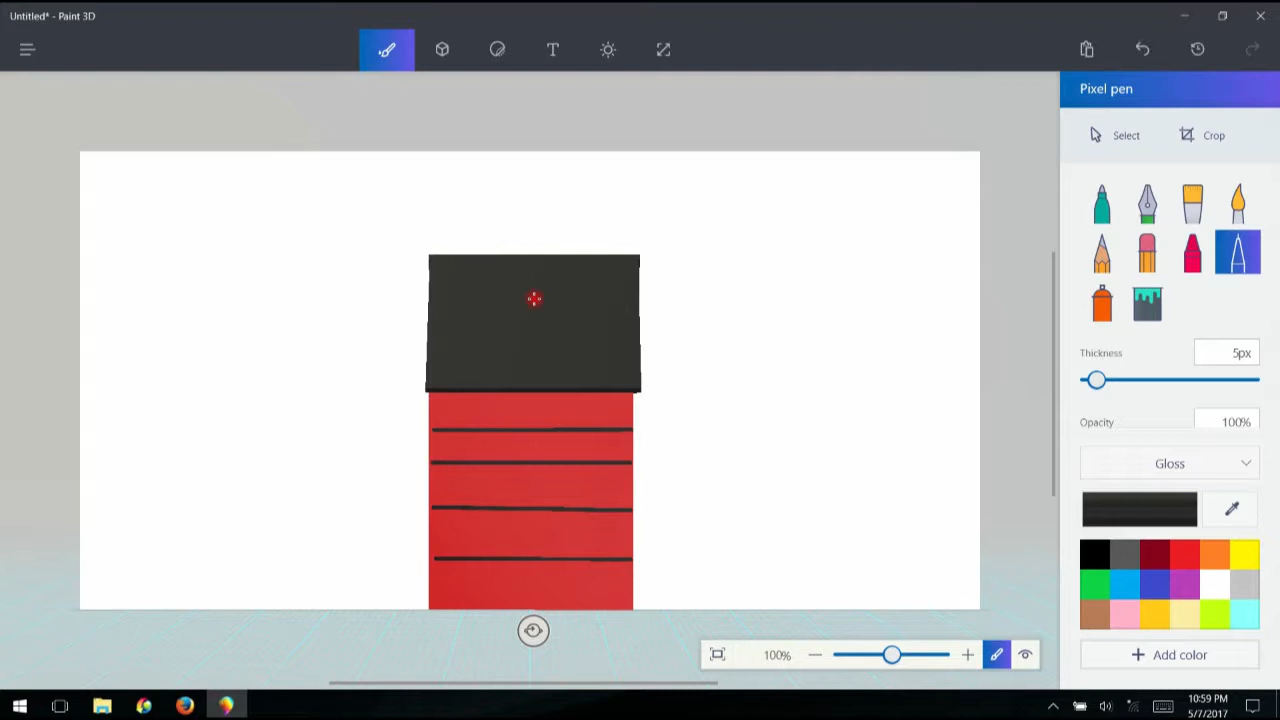 Untitled* - Paint 3D
Pixel pen
Select
Crop
Thickness
5px
Opacity
100%
Gloss
Add color
100%
10:59 PM
5/7/2017